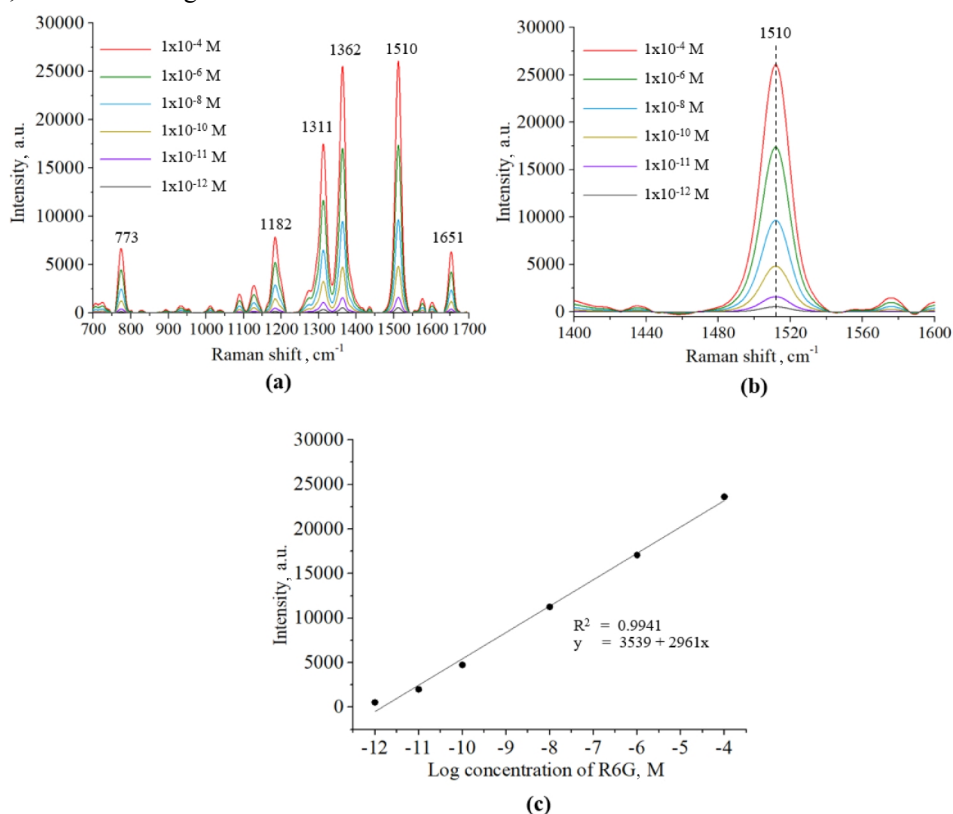 30000
25000
20000
15000
10000
5000
0
Intensity, a.u.
1x10⁻⁴ M
1x10⁻⁶ M
1x10⁻⁸ M
1x10⁻¹⁰ M
1x10⁻¹¹ M
1x10⁻¹² M
773
1182
1311
1362
1510
1651
700 800 900 1000 1100 1200 1300 1400 1500 1600 1700
Raman shift , cm⁻¹
(a)
30000
25000
20000
15000
10000
5000
0
Intensity, a.u.
1x10⁻⁴ M
1x10⁻⁶ M
1x10⁻⁸ M
1x10⁻¹⁰ M
1x10⁻¹¹ M
1x10⁻¹² M
1510
1400 1440 1480 1520 1560 1600
Raman shift , cm⁻¹
(b)
30000
25000
20000
15000
10000
5000
0
Intensity, a.u.
R² = 0.9941
y = 3539 + 2961x
-12 -11 -10 -9 -8 -7 -6 -5 -4
Log concentration of R6G, M
(c)